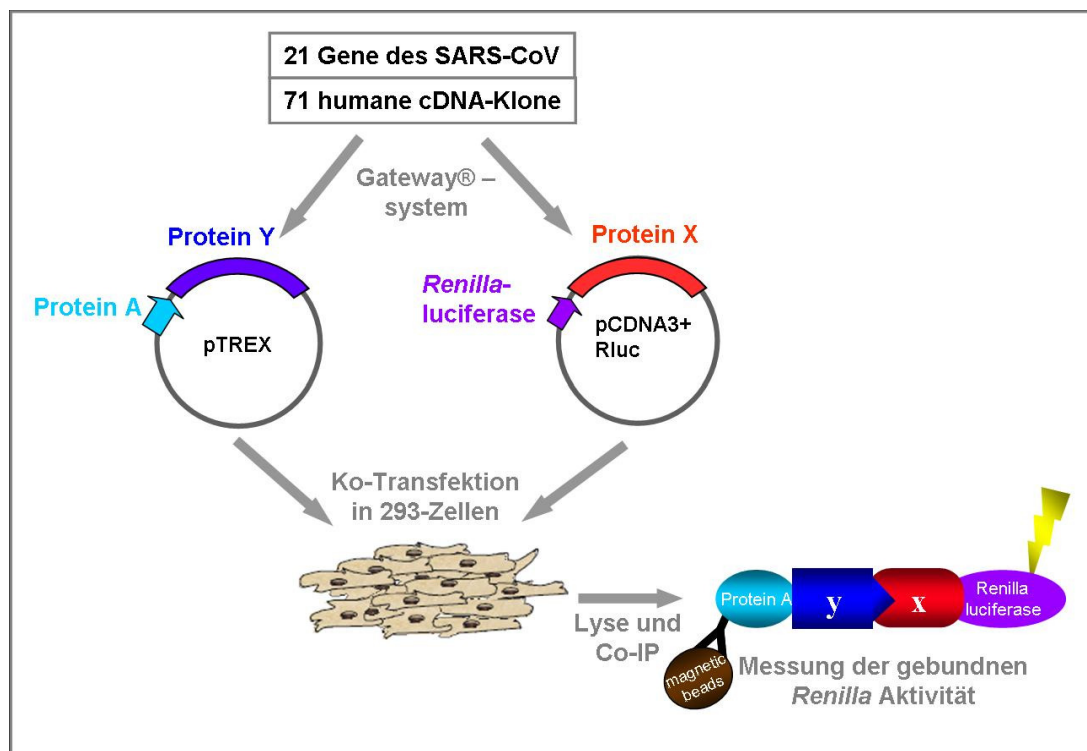 21 Gene des SARS-CoV
71 humane cDNA-Klone
Gateway® –
system
Protein Y
Protein A
pTREX
Protein X
Renilla-
luciferase
pCDNA3+
Rluc
Ko-Transfektion
in 293-Zellen
Lyse und
Co-IP
Protein A
y
x
Renilla
luciferase
magnetic
beads
Messung der gebundnen
Renilla Aktivität